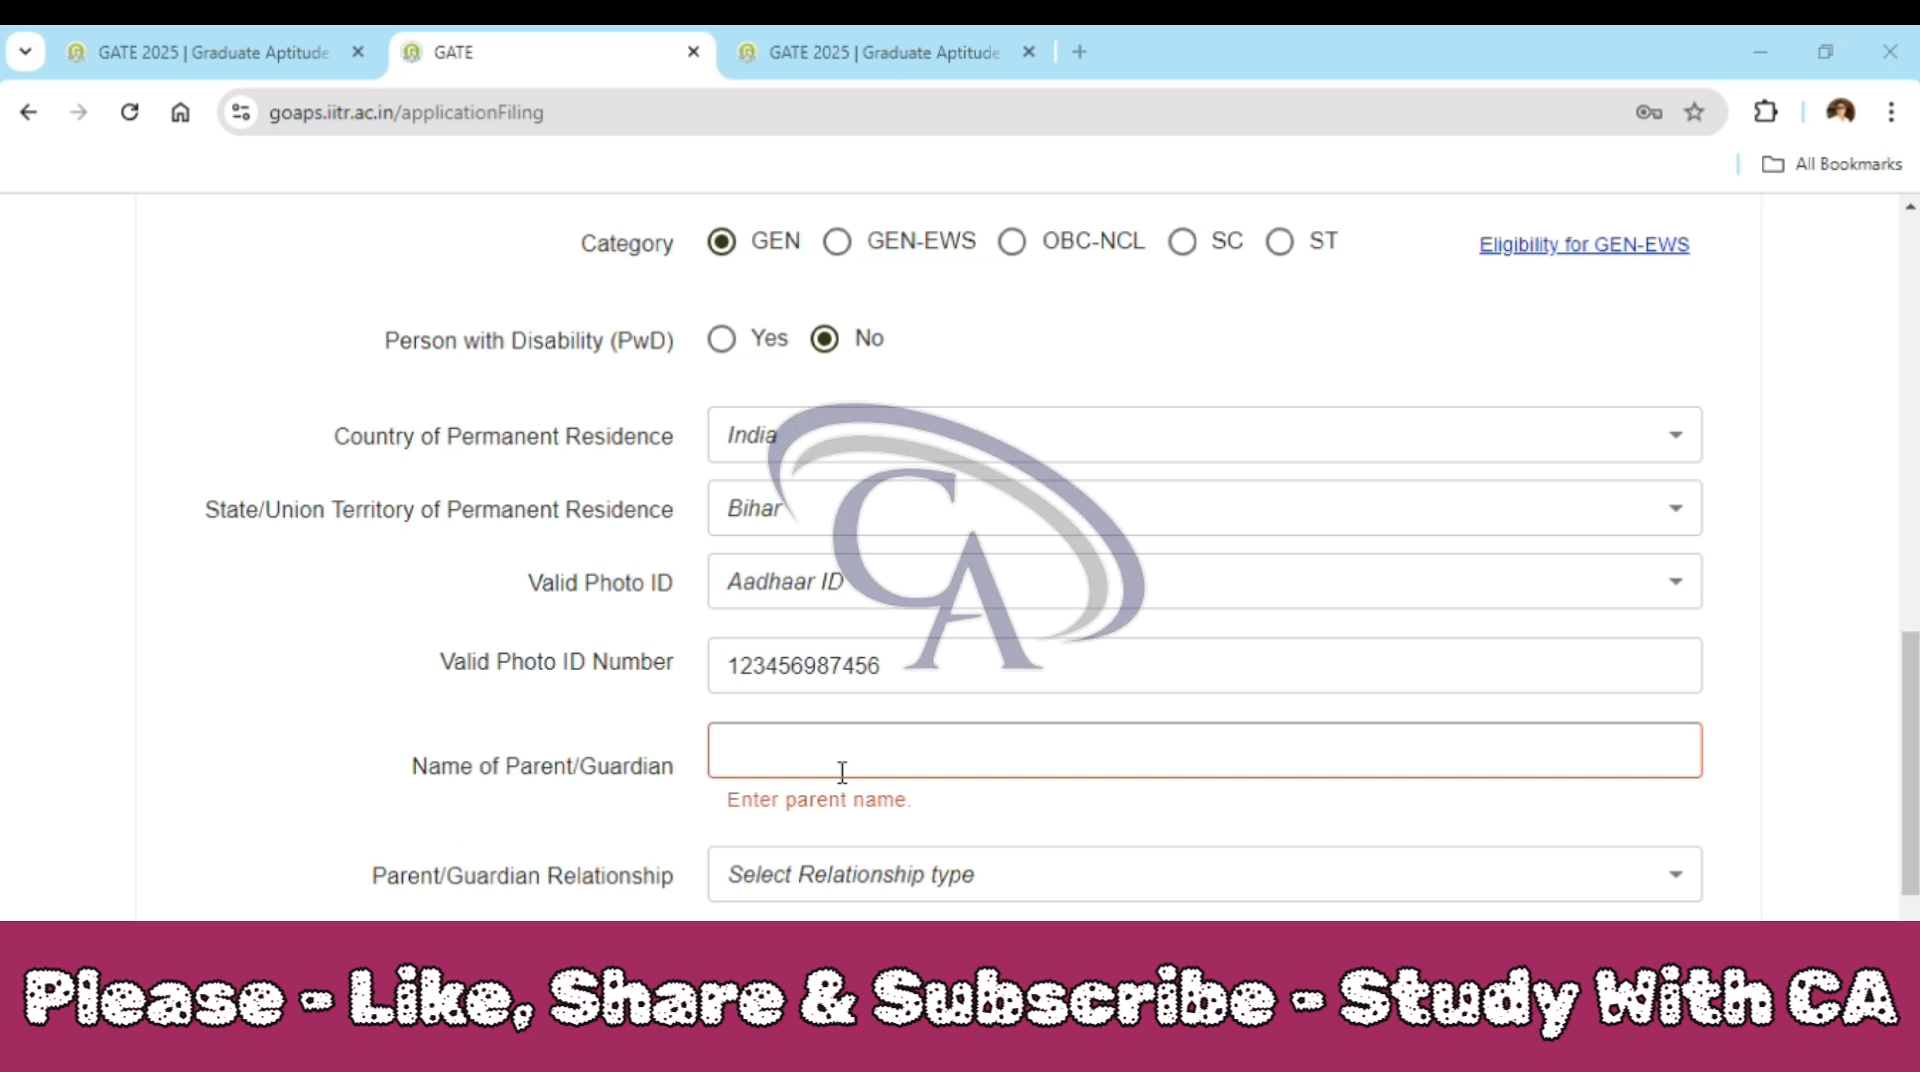 GATE 2025 | Graduate Aptitude
GATE
GATE 2025 | Graduate Aptitude
goaps.iitr.ac.in/applicationFiling
All Bookmarks
Category GEN GEN-EWS OBC-NCL SC ST Eligibility for GEN-EWS
Person with Disability (PwD) Yes No
Country of Permanent Residence India
State/Union Territory of Permanent Residence Bihar
Valid Photo ID Aadhaar ID
Valid Photo ID Number 123456987456
Name of Parent/Guardian
Enter parent name.
Parent/Guardian Relationship Select Relationship type
CA
Please - Like, Share & Subscribe - Study With CA